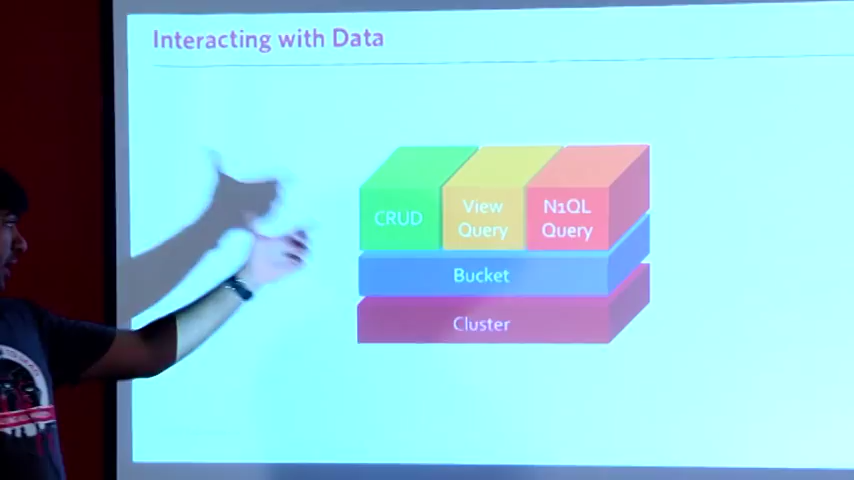 Interacting with Data
CRUD
View
Query
N1QL
Query
Bucket
Cluster